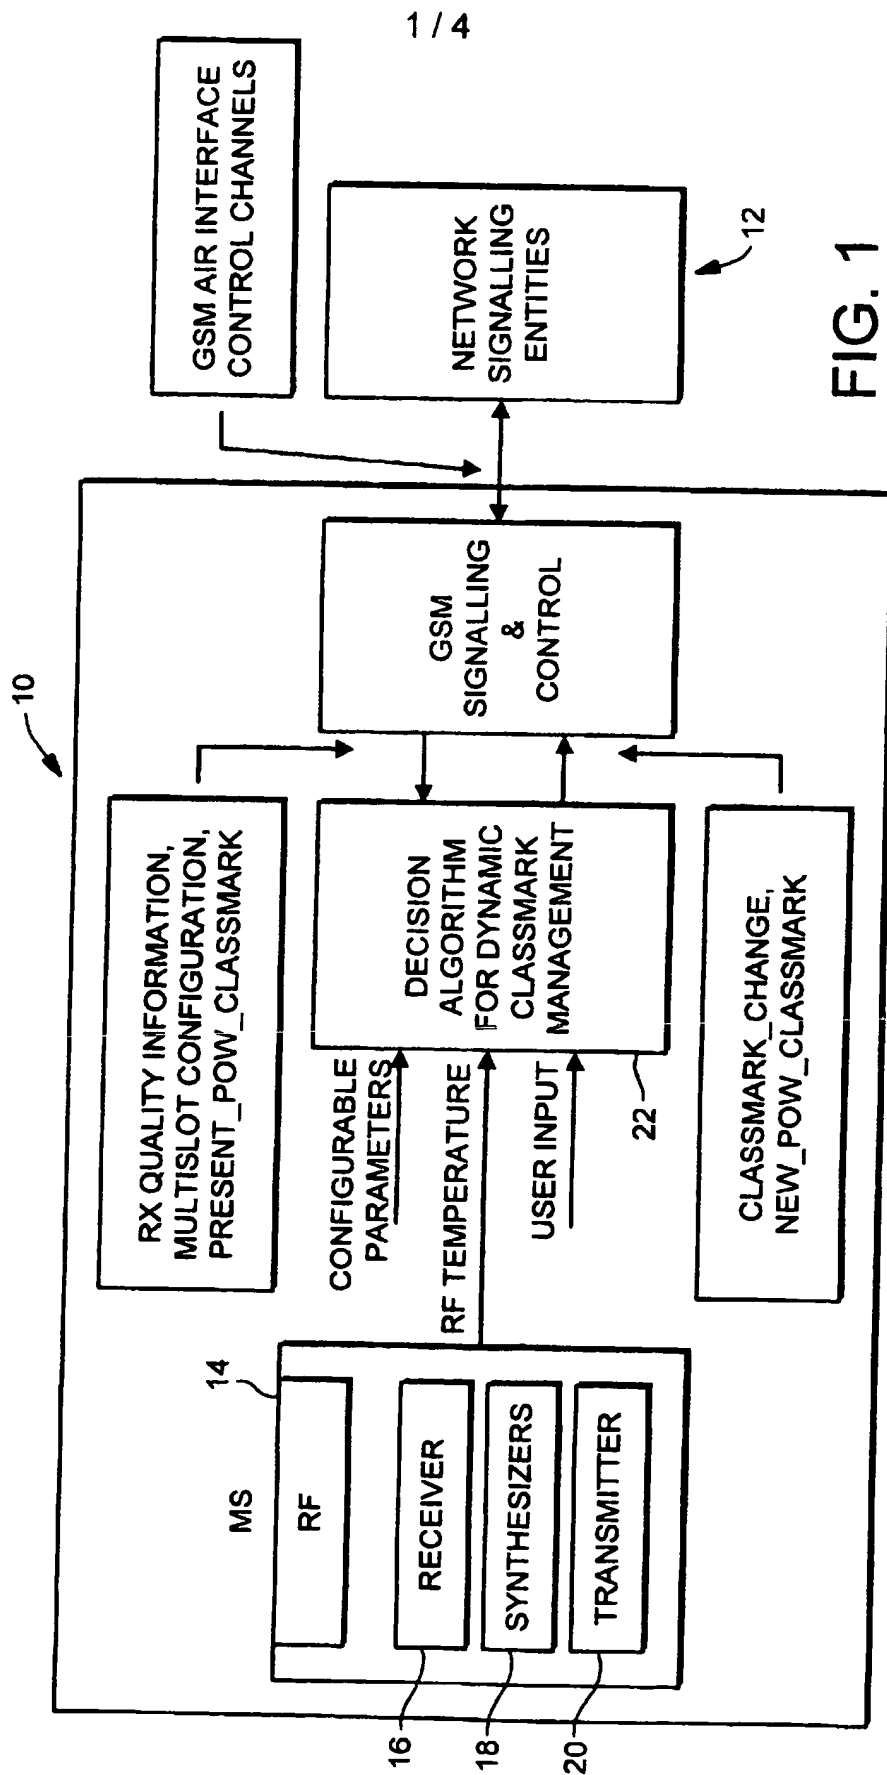 1 / 4
GSM AIR INTERFACE
CONTROL CHANNELS
NETWORK
SIGNALLING
ENTITIES
12
FIG. 1
10
GSM
SIGNALLING
&
CONTROL
RX QUALITY INFORMATION,
MULTISLOT CONFIGURATION,
PRESENT_POW_CLASSMARK
DECISION
ALGORITHM
FOR DYNAMIC
CLASSMARK
MANAGEMENT
22
CLASSMARK_CHANGE,
NEW_POW_CLASSMARK
CONFIGURABLE
PARAMETERS
RF TEMPERATURE
USER INPUT
MS
14
RF
RECEIVER
SYNTHESIZERS
TRANSMITTER
16
18
20